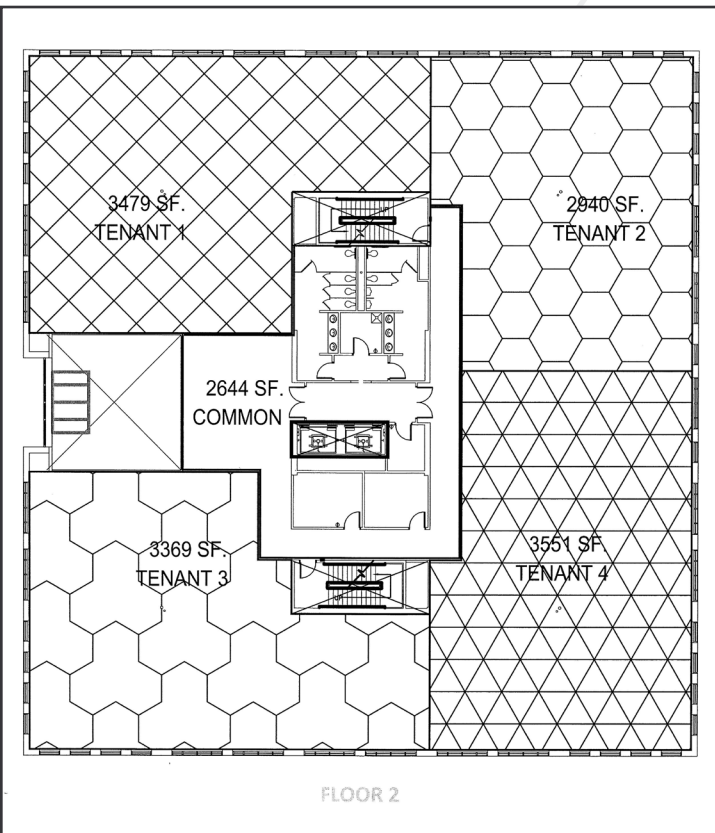 3479 SF.
TENANT 1
2940 SF.
TENANT 2
2644 SF.
COMMON
3369 SF.
TENANT 3
3551 SF.
TENANT 4
FLOOR 2